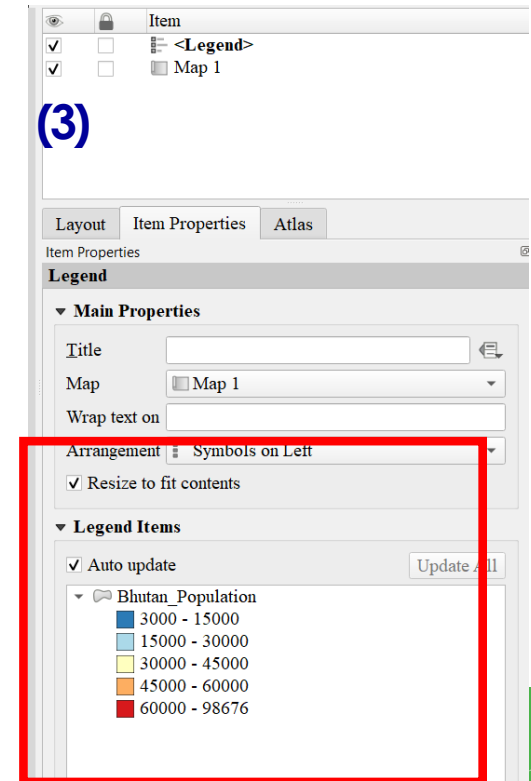 Item
<Legend>
Map 1
(3)
Layout Item Properties Atlas
Item Properties
Legend
Main Properties
Title
Map Map 1
Wrap text on
Arrangement Symbols on Left
Resize to fit contents
Legend Items
Auto update Update All
Bhutan_Population
3000 - 15000
15000 - 30000
30000 - 45000
45000 - 60000
60000 - 98676